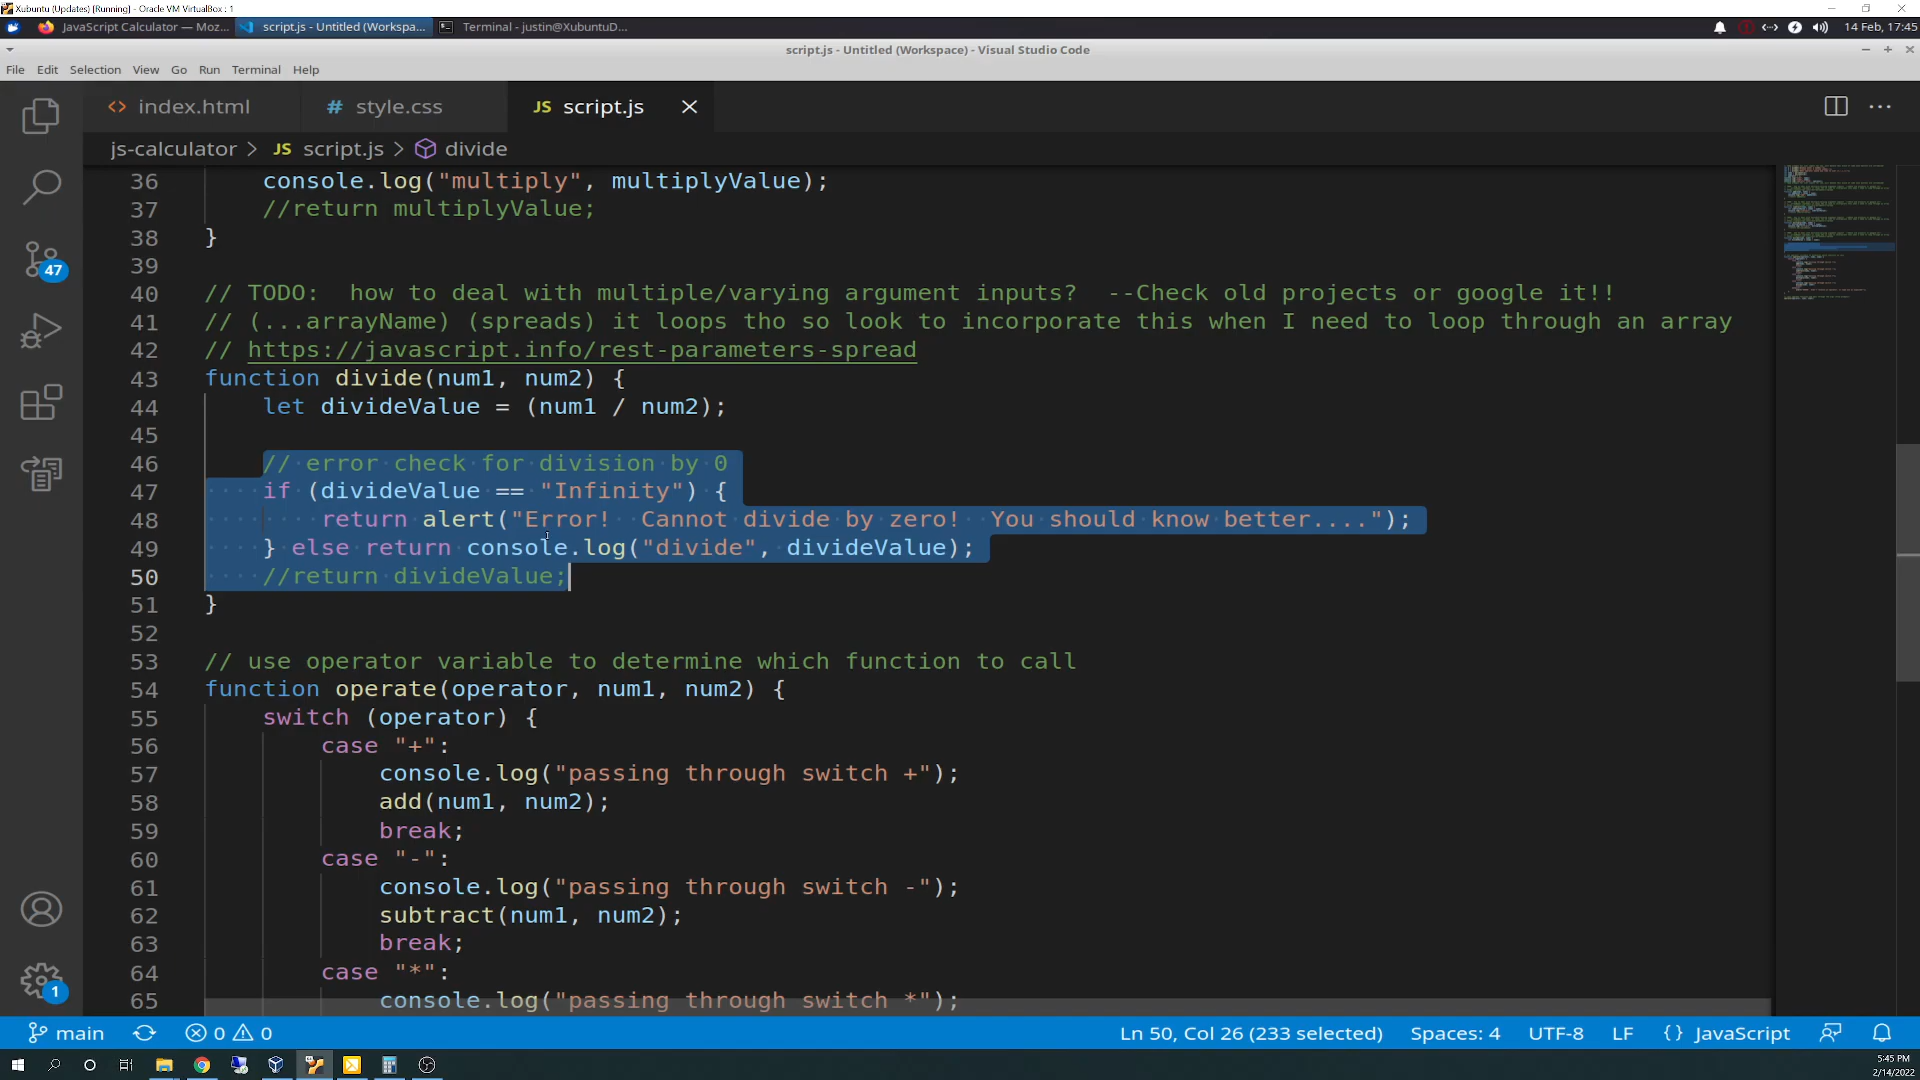 Xubuntu (Updates) [Running] - Oracle VM VirtualBox : 1
JavaScript Calculator — Moz...
script.js - Untitled (Workspa...
Terminal - justin@XubuntuD...
14 Feb, 17:45
script.js - Untitled (Workspace) - Visual Studio Code
File Edit Selection View Go Run Terminal Help
<> index.html
# style.css
JS script.js
js-calculator > JS script.js > divide
36 console.log("multiply", multiplyValue);
37 //return multiplyValue;
38 }
39
40 // TODO:  how to deal with multiple/varying argument inputs?  --Check old projects or google it!!
41 // (...arrayName) (spreads) it loops tho so look to incorporate this when I need to loop through an array
42 // https://javascript.info/rest-parameters-spread
43 function divide(num1, num2) {
44 let divideValue = (num1 / num2);
45
46 // error check for division by 0
47 if (divideValue == "Infinity") {
48 return alert("Error!  Cannot divide by zero!  You should know better....");
49 } else return console.log("divide", divideValue);
50 //return divideValue;
51 }
52
53 // use operator variable to determine which function to call
54 function operate(operator, num1, num2) {
55 switch (operator) {
56 case "+":
57 console.log("passing through switch +");
58 add(num1, num2);
59 break;
60 case "-":
61 console.log("passing through switch -");
62 subtract(num1, num2);
63 break;
64 case "*":
65 console.log("passing through switch *");
47
1
main
0 0
Ln 50, Col 26 (233 selected)
Spaces: 4
UTF-8
LF
{ } JavaScript
5:45 PM
2/14/2022